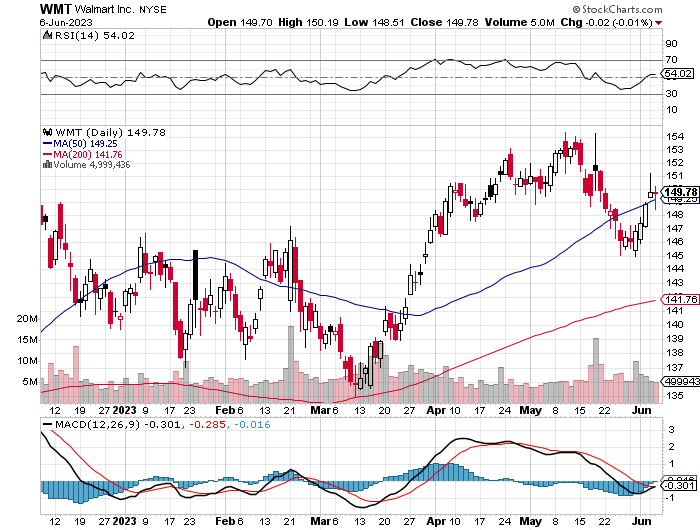 WMT Walmart Inc. NYSE © StockCharts.com
6-Jun-2023 Open 149.70 High 150.19 Low 148.51 Close 149.78 Volume 5.0M Chg -0.02 (-0.01%)
RSI(14) 54.02
90
70
54.02
30
10
WMT (Daily) 149.78
MA(50) 149.25
MA(200) 141.76
Volume 4,999,436
154
153
152
151
150
149.78
149.25
148
147
146
145
144
143
142
141.76
141
140
139
138
137
136
135
20M
15M
10M
5M
499943
12 19 27 2023 9 17 23 Feb 6 13 21 Mar 6 13 20 27 Apr 10 17 24 May 8 15 22 Jun
MACD(12,26,9) -0.301, -0.285, -0.016
3
2
1
-0.301
-1
12 19 27 2023 9 17 23 Feb 6 13 21 Mar 6 13 20 27 Apr 10 17 24 May 8 15 22 Jun